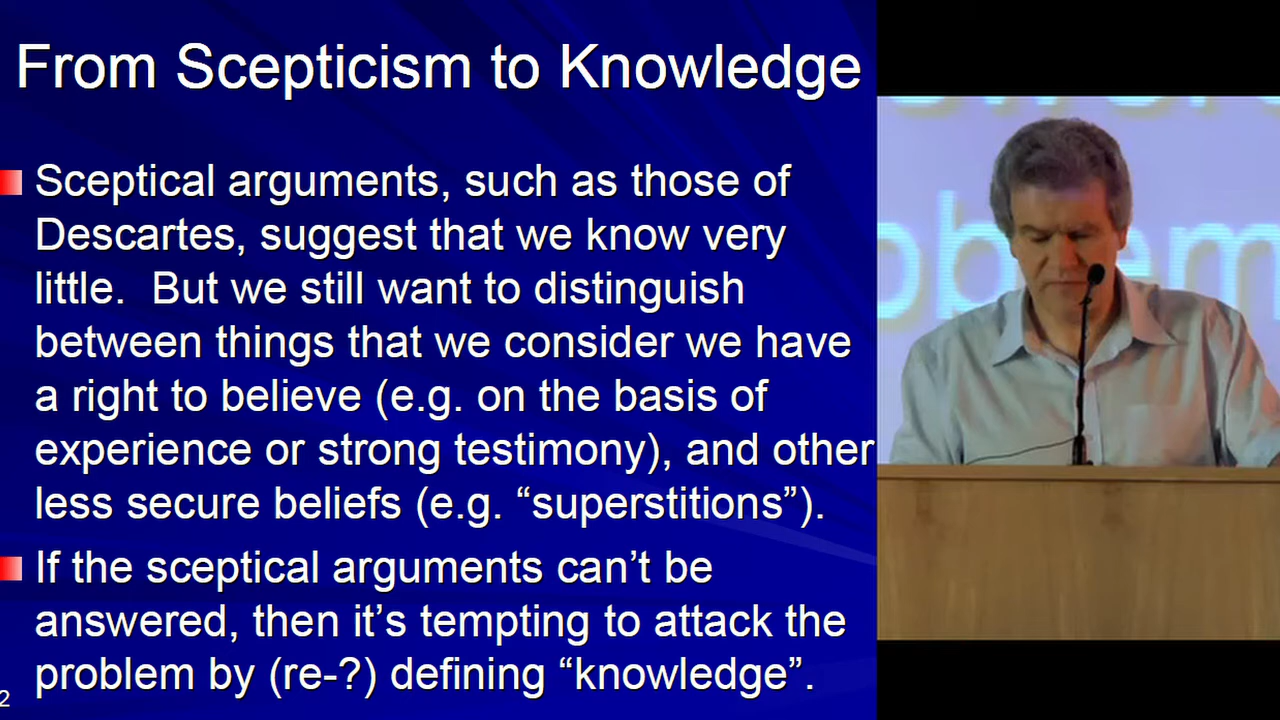 From Scepticism to Knowledge
Sceptical arguments, such as those of
Descartes, suggest that we know very
little.  But we still want to distinguish
between things that we consider we have
a right to believe (e.g. on the basis of
experience or strong testimony), and other
less secure beliefs (e.g. “superstitions”).
If the sceptical arguments can’t be
answered, then it’s tempting to attack the
problem by (re-?) defining “knowledge”.
2